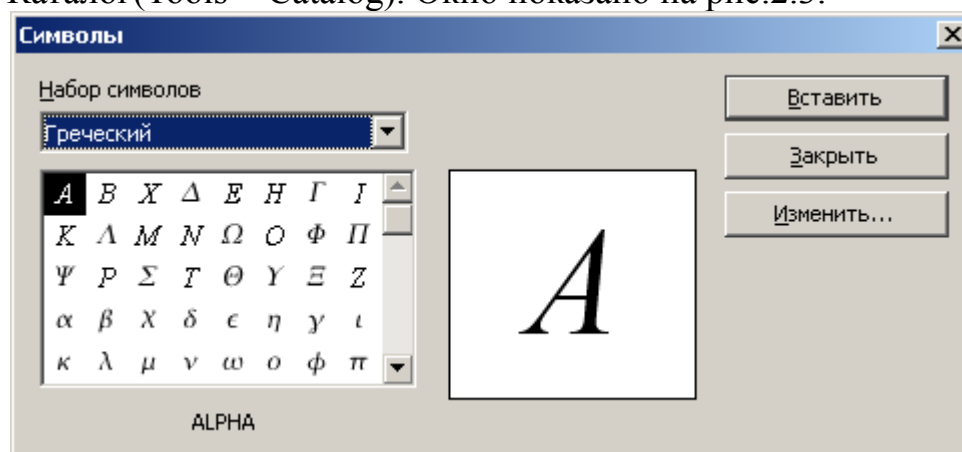 Каталог(Tools – Catalog). Окно показано на рис.2.3.
Символы
Набор символов
Греческий
Вставить
Закрыть
Изменить...
Α Β Χ Δ Ε Η Γ Ι
Κ Λ Μ Ν Ω Ο Φ Π
Ψ Ρ Σ Τ Θ Υ Ξ Ζ
α β χ δ ϵ η γ ι
κ λ μ ν ω ο ϕ π
Α
ALPHA